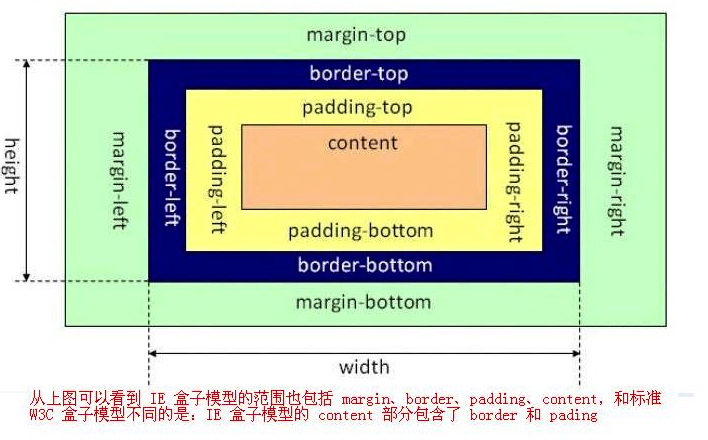 margin-top
border-top
padding-top
content
height
margin-left
border-left
padding-left
padding-right
border-right
margin-right
padding-bottom
border-bottom
margin-bottom
width
从上图可以看到 IE 盒子模型的范围也包括 margin、border、padding、content，和标准
W3C 盒子模型不同的是：IE 盒子模型的 content 部分包含了 border 和 pading